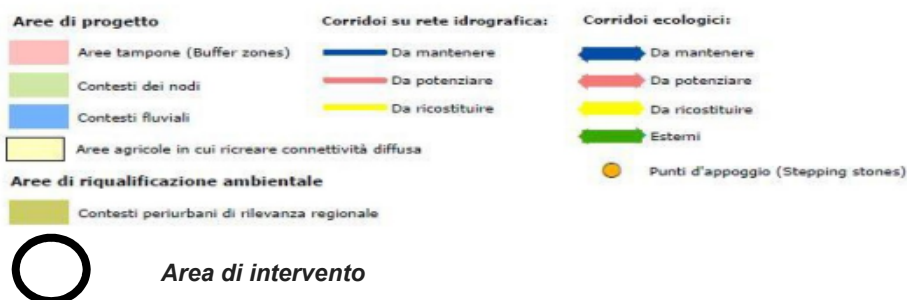 Aree di progetto
Aree tampone (Buffer zones)
Contesti dei nodi
Contesti fluviali
Aree agricole in cui ricreare connettività diffusa
Aree di riqualificazione ambientale
Contesti periurbani di rilevanza regionale
Corridoi su rete idrografica:
Da mantenere
Da potenziare
Da ricostituire
Corridoi ecologici:
Da mantenere
Da potenziare
Da ricostituire
Esterni
Punti d'appoggio (Stepping stones)
Area di intervento